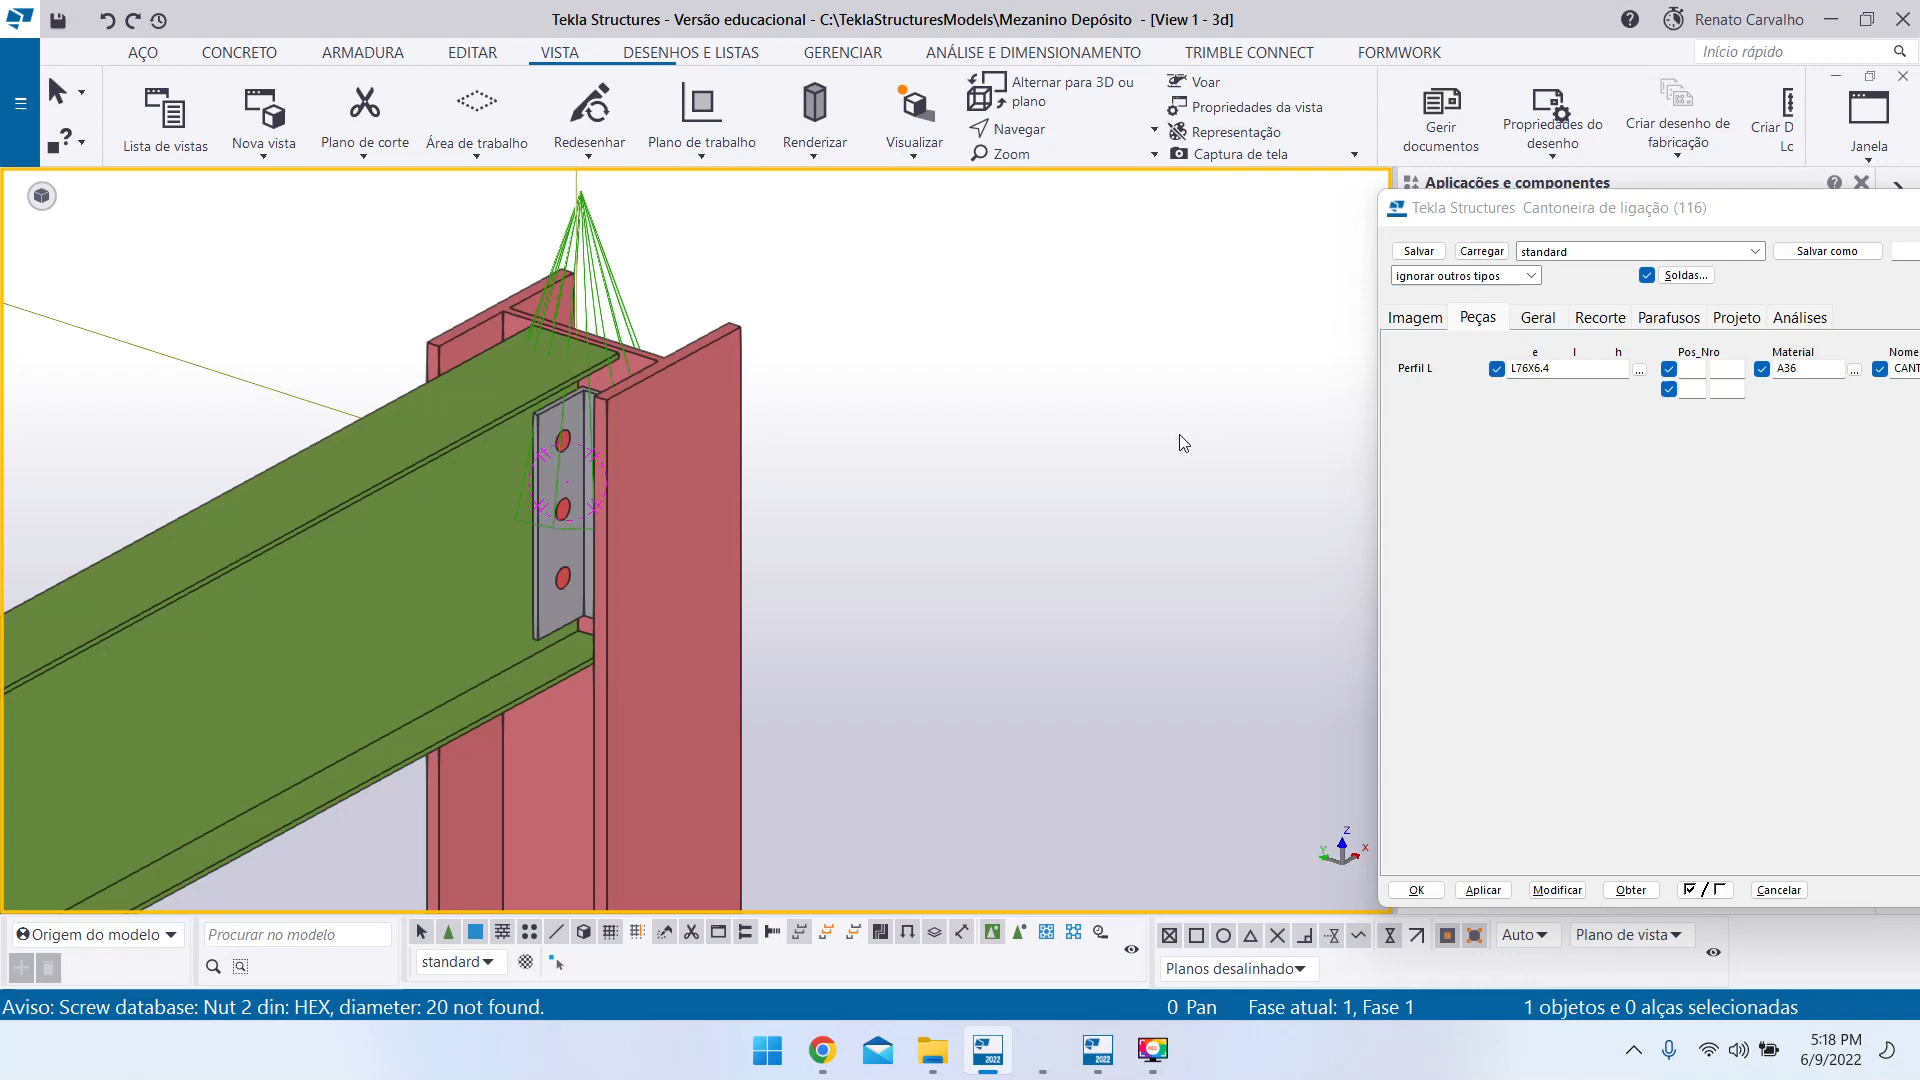 Tekla Structures - Versão educacional - C:\TeklaStructuresModels\Mezanino Depósito - [View 1 - 3d]
Renato Carvalho
AÇO CONCRETO ARMADURA EDITAR VISTA DESENHOS E LISTAS GERENCIAR ANÁLISE E DIMENSIONAMENTO TRIMBLE CONNECT FORMWORK
Início rápido
Lista de vistas
Nova vista
Plano de corte
Área de trabalho
Redesenhar
Plano de trabalho
Renderizar
Visualizar
Alternar para 3D ou
plano
Navegar
Zoom
Voar
Propriedades da vista
Representação
Captura de tela
Gerir
documentos
Propriedades do
desenho
Criar desenho de
fabricação
Criar D
Lc
Janela
Aplicações e componentes
Tekla Structures Cantoneira de ligação (116)
Salvar Carregar standard Salvar como
ignorar outros tipos Soldas...
Imagem Peças Geral Recorte Parafusos Projeto Análises
e l h Pos_Nro Material Nome
Perfil L L76X6.4 ... A36 ... CANT
Z
Y
X
OK Aplicar Modificar Obter / Cancelar
Origem do modelo
Procurar no modelo
standard
Auto
Plano de vista
Planos desalinhado
Aviso: Screw database: Nut 2 din: HEX, diameter: 20 not found.
0 Pan Fase atual: 1, Fase 1 1 objetos e 0 alças selecionadas
2022
2022
REC
5:18 PM
6/9/2022